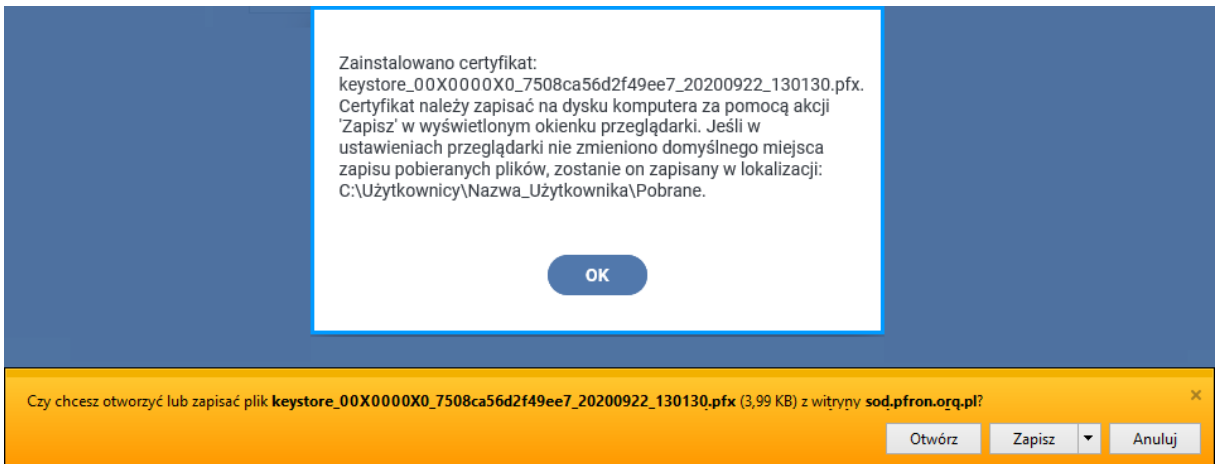 Zainstalowano certyfikat:
keystore_00X0000X0_7508ca56d2f49ee7_20200922_130130.pfx.
Certyfikat należy zapisać na dysku komputera za pomocą akcji
'Zapisz' w wyświetlonym okienku przeglądarki. Jeśli w
ustawieniach przeglądarki nie zmieniono domyślnego miejsca
zapisu pobieranych plików, zostanie on zapisany w lokalizacji:
C:\Użytkownicy\Nazwa_Użytkownika\Pobrane.
OK
Czy chcesz otworzyć lub zapisać plik keystore_00X0000X0_7508ca56d2f49ee7_20200922_130130.pfx (3,99 KB) z witryny sod.pfron.org.pl?
Otwórz Zapisz Anuluj